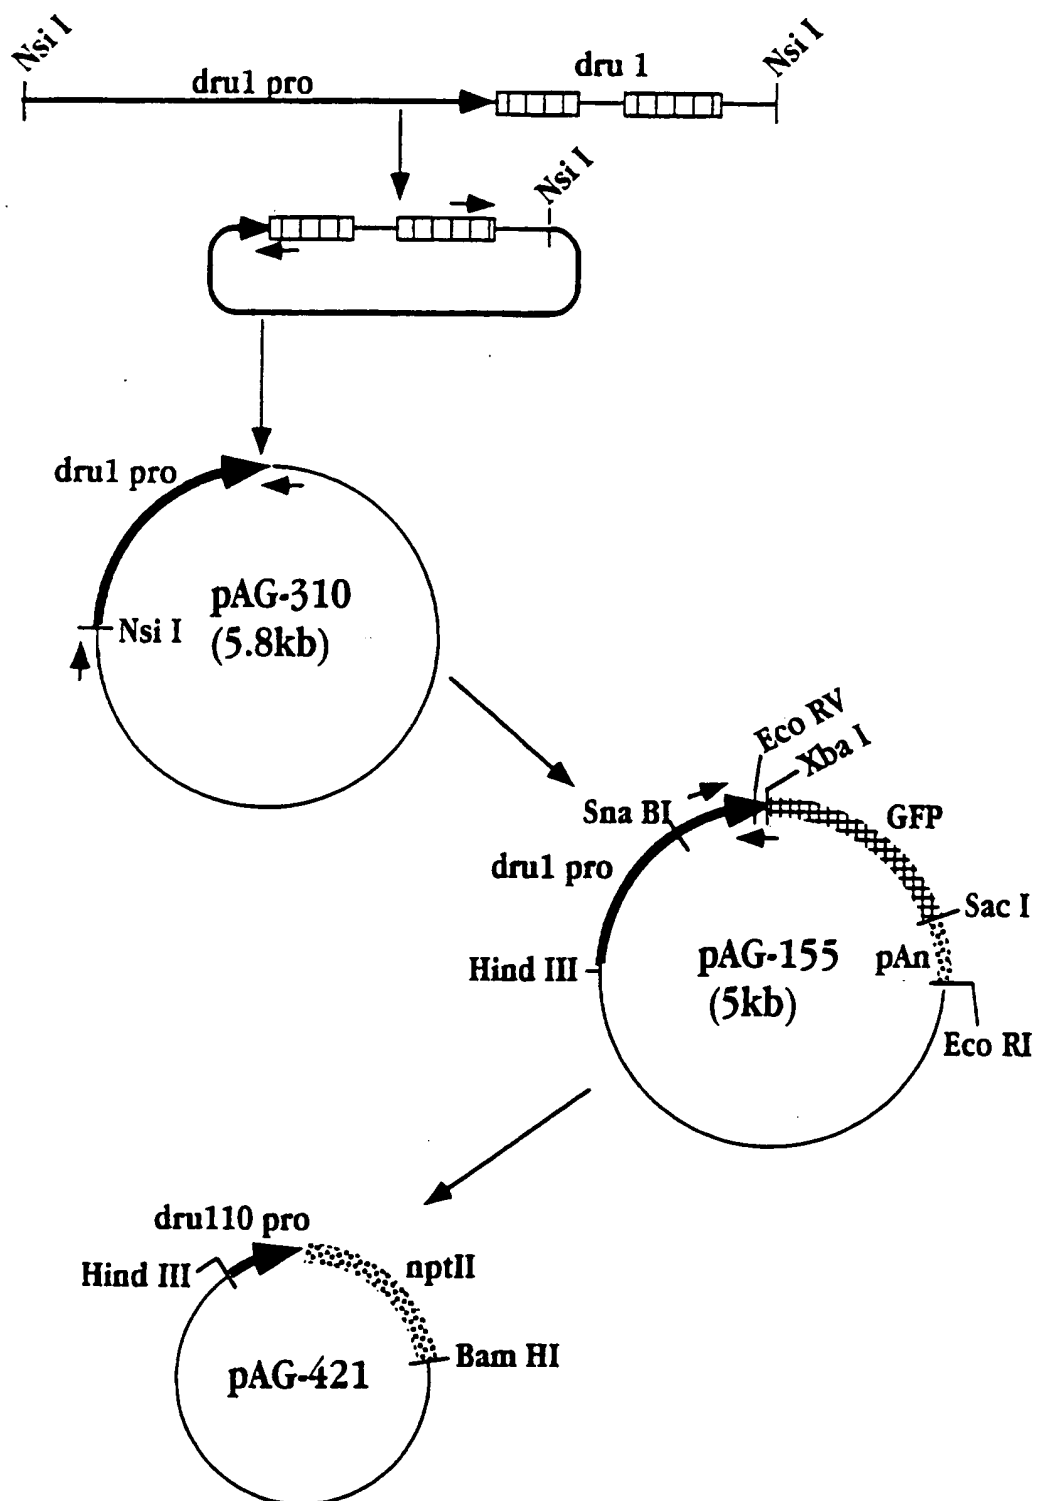 Nsi I
Nsi I
dru1 pro
dru 1
Nsi I
dru1 pro
pAG-310
(5.8kb)
Nsi I
Eco RV
Xba I
Sna BI
GFP
dru1 pro
Sac I
pAG-155
(5kb)
pAn
Hind III
Eco RI
dru110 pro
Hind III
nptII
Bam HI
pAG-421